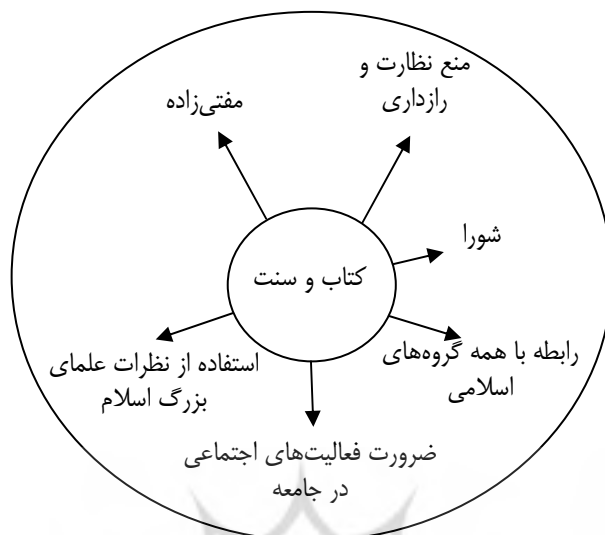 منع نظارت و
رازداری
مفتی‌زاده
شورا
کتاب و سنت
رابطه با همه گروه‌های
اسلامی
استفاده از نظرات علمای
بزرگ اسلام
ضرورت فعالیت‌های اجتماعی
در جامعه